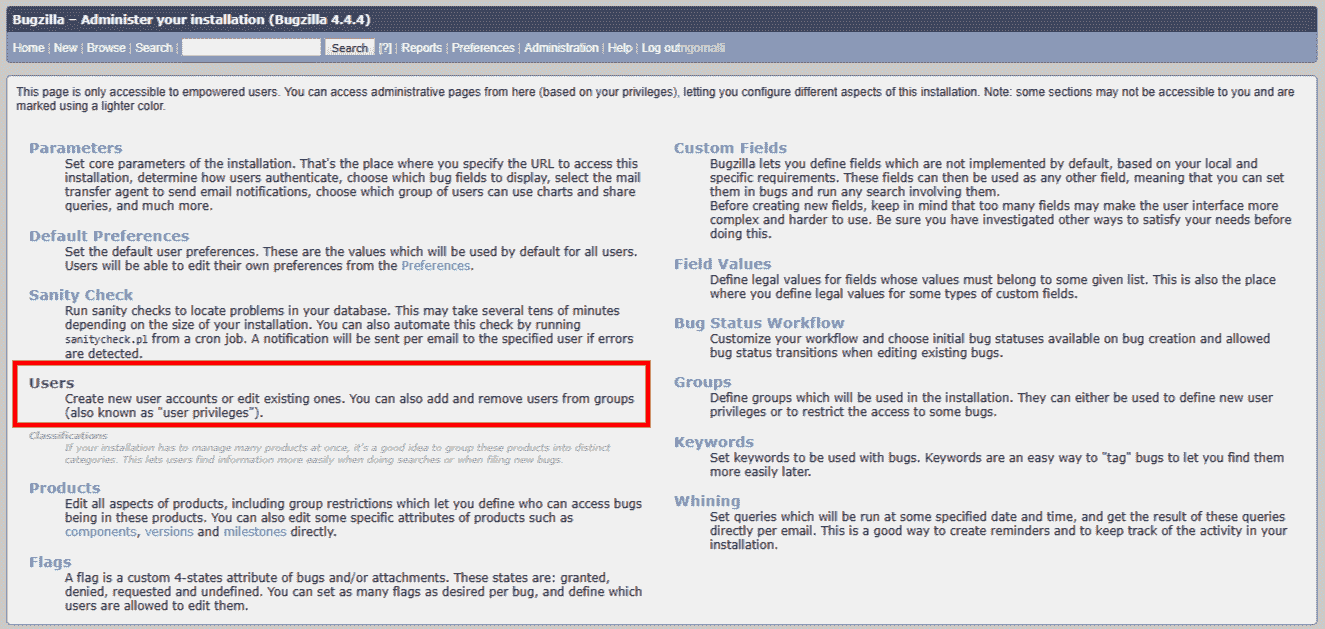 Bugzilla – Administer your installation (Bugzilla 4.4.4)
Home | New | Browse | Search | Search [?] | Reports | Preferences | Administration | Help | Log outngomalli
This page is only accessible to empowered users. You can access administrative pages from here (based on your privileges), letting you configure different aspects of this installation. Note: some sections may not be accessible to you and are
marked using a lighter color.
Parameters
Set core parameters of the installation. That's the place where you specify the URL to access this
installation, determine how users authenticate, choose which bug fields to display, select the mail
transfer agent to send email notifications, choose which group of users can use charts and share
queries, and much more.
Default Preferences
Set the default user preferences. These are the values which will be used by default for all users.
Users will be able to edit their own preferences from the Preferences.
Sanity Check
Run sanity checks to locate problems in your database. This may take several tens of minutes
depending on the size of your installation. You can also automate this check by running
sanitycheck.pl from a cron job. A notification will be sent per email to the specified user if errors
are detected.
Users
Create new user accounts or edit existing ones. You can also add and remove users from groups
(also known as "user privileges").
Classifications
If your installation has to manage many products at once, it's a good idea to group these products into distinct
categories. This lets users find information more easily when doing searches or when filing new bugs.
Products
Edit all aspects of products, including group restrictions which let you define who can access bugs
being in these products. You can also edit some specific attributes of products such as
components, versions and milestones directly.
Flags
A flag is a custom 4-states attribute of bugs and/or attachments. These states are: granted,
denied, requested and undefined. You can set as many flags as desired per bug, and define which
users are allowed to edit them.
Custom Fields
Bugzilla lets you define fields which are not implemented by default, based on your local and
specific requirements. These fields can then be used as any other field, meaning that you can set
them in bugs and run any search involving them.
Before creating new fields, keep in mind that too many fields may make the user interface more
complex and harder to use. Be sure you have investigated other ways to satisfy your needs before
doing this.
Field Values
Define legal values for fields whose values must belong to some given list. This is also the place
where you define legal values for some types of custom fields.
Bug Status Workflow
Customize your workflow and choose initial bug statuses available on bug creation and allowed
bug status transitions when editing existing bugs.
Groups
Define groups which will be used in the installation. They can either be used to define new user
privileges or to restrict the access to some bugs.
Keywords
Set keywords to be used with bugs. Keywords are an easy way to "tag" bugs to let you find them
more easily later.
Whining
Set queries which will be run at some specified date and time, and get the result of these queries
directly per email. This is a good way to create reminders and to keep track of the activity in your
installation.